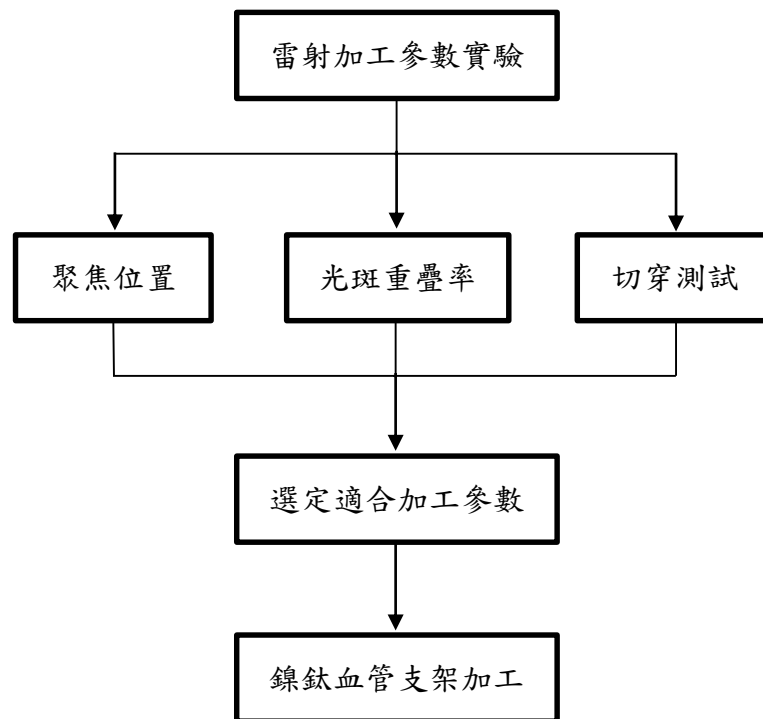 雷射加工參數實驗
聚焦位置
光斑重疊率
切穿測試
選定適合加工參數
鎳鈦血管支架加工